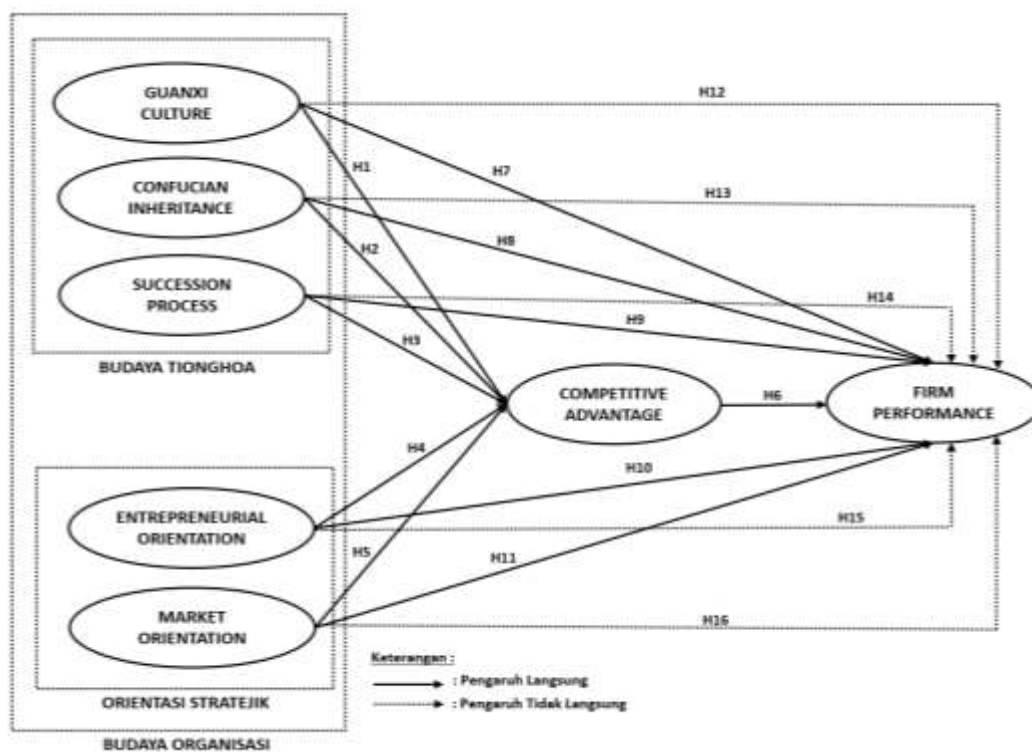 GUANXI
CULTURE
H12
H1
H7
CONFUCIAN
INHERITANCE
H13
H2
H8
SUCCESSION
PROCESS
H14
H9
H3
BUDAYA TIONGHOA
COMPETITIVE
ADVANTAGE
H6
FIRM
PERFORMANCE
H4
H10
ENTREPRENEURIAL
ORIENTATION
H15
H5
H11
MARKET
ORIENTATION
H16
Keterangan :
: Pengaruh Langsung
: Pengaruh Tidak Langsung
ORIENTASI STRATEJIK
BUDAYA ORGANISASI